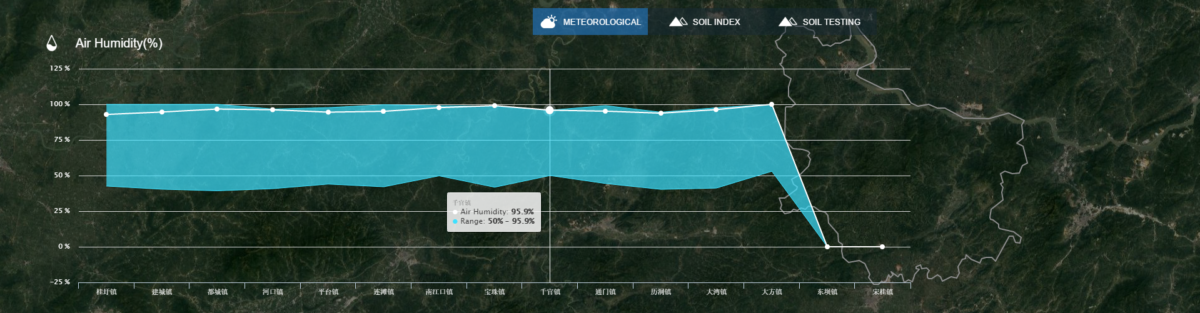 METEOROLOGICAL
SOIL INDEX
SOIL TESTING
Air Humidity(%)
125 %
100 %
75 %
50 %
25 %
0 %
-25 %
千官镇
Air Humidity: 95.9%
Range: 50% - 95.9%
桂圩镇
建城镇
都城镇
河口镇
平台镇
连滩镇
南江口镇
宝珠镇
千官镇
通门镇
历洞镇
大湾镇
大方镇
东坝镇
宋桂镇